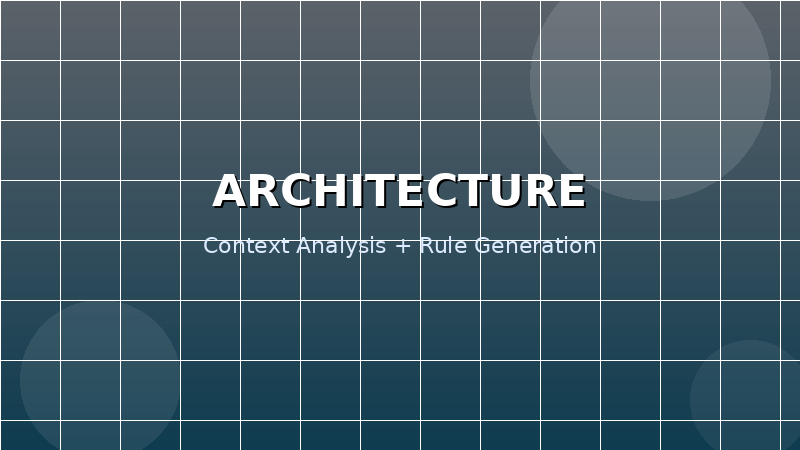 ARCHITECTURE
Context Analysis + Rule Generation